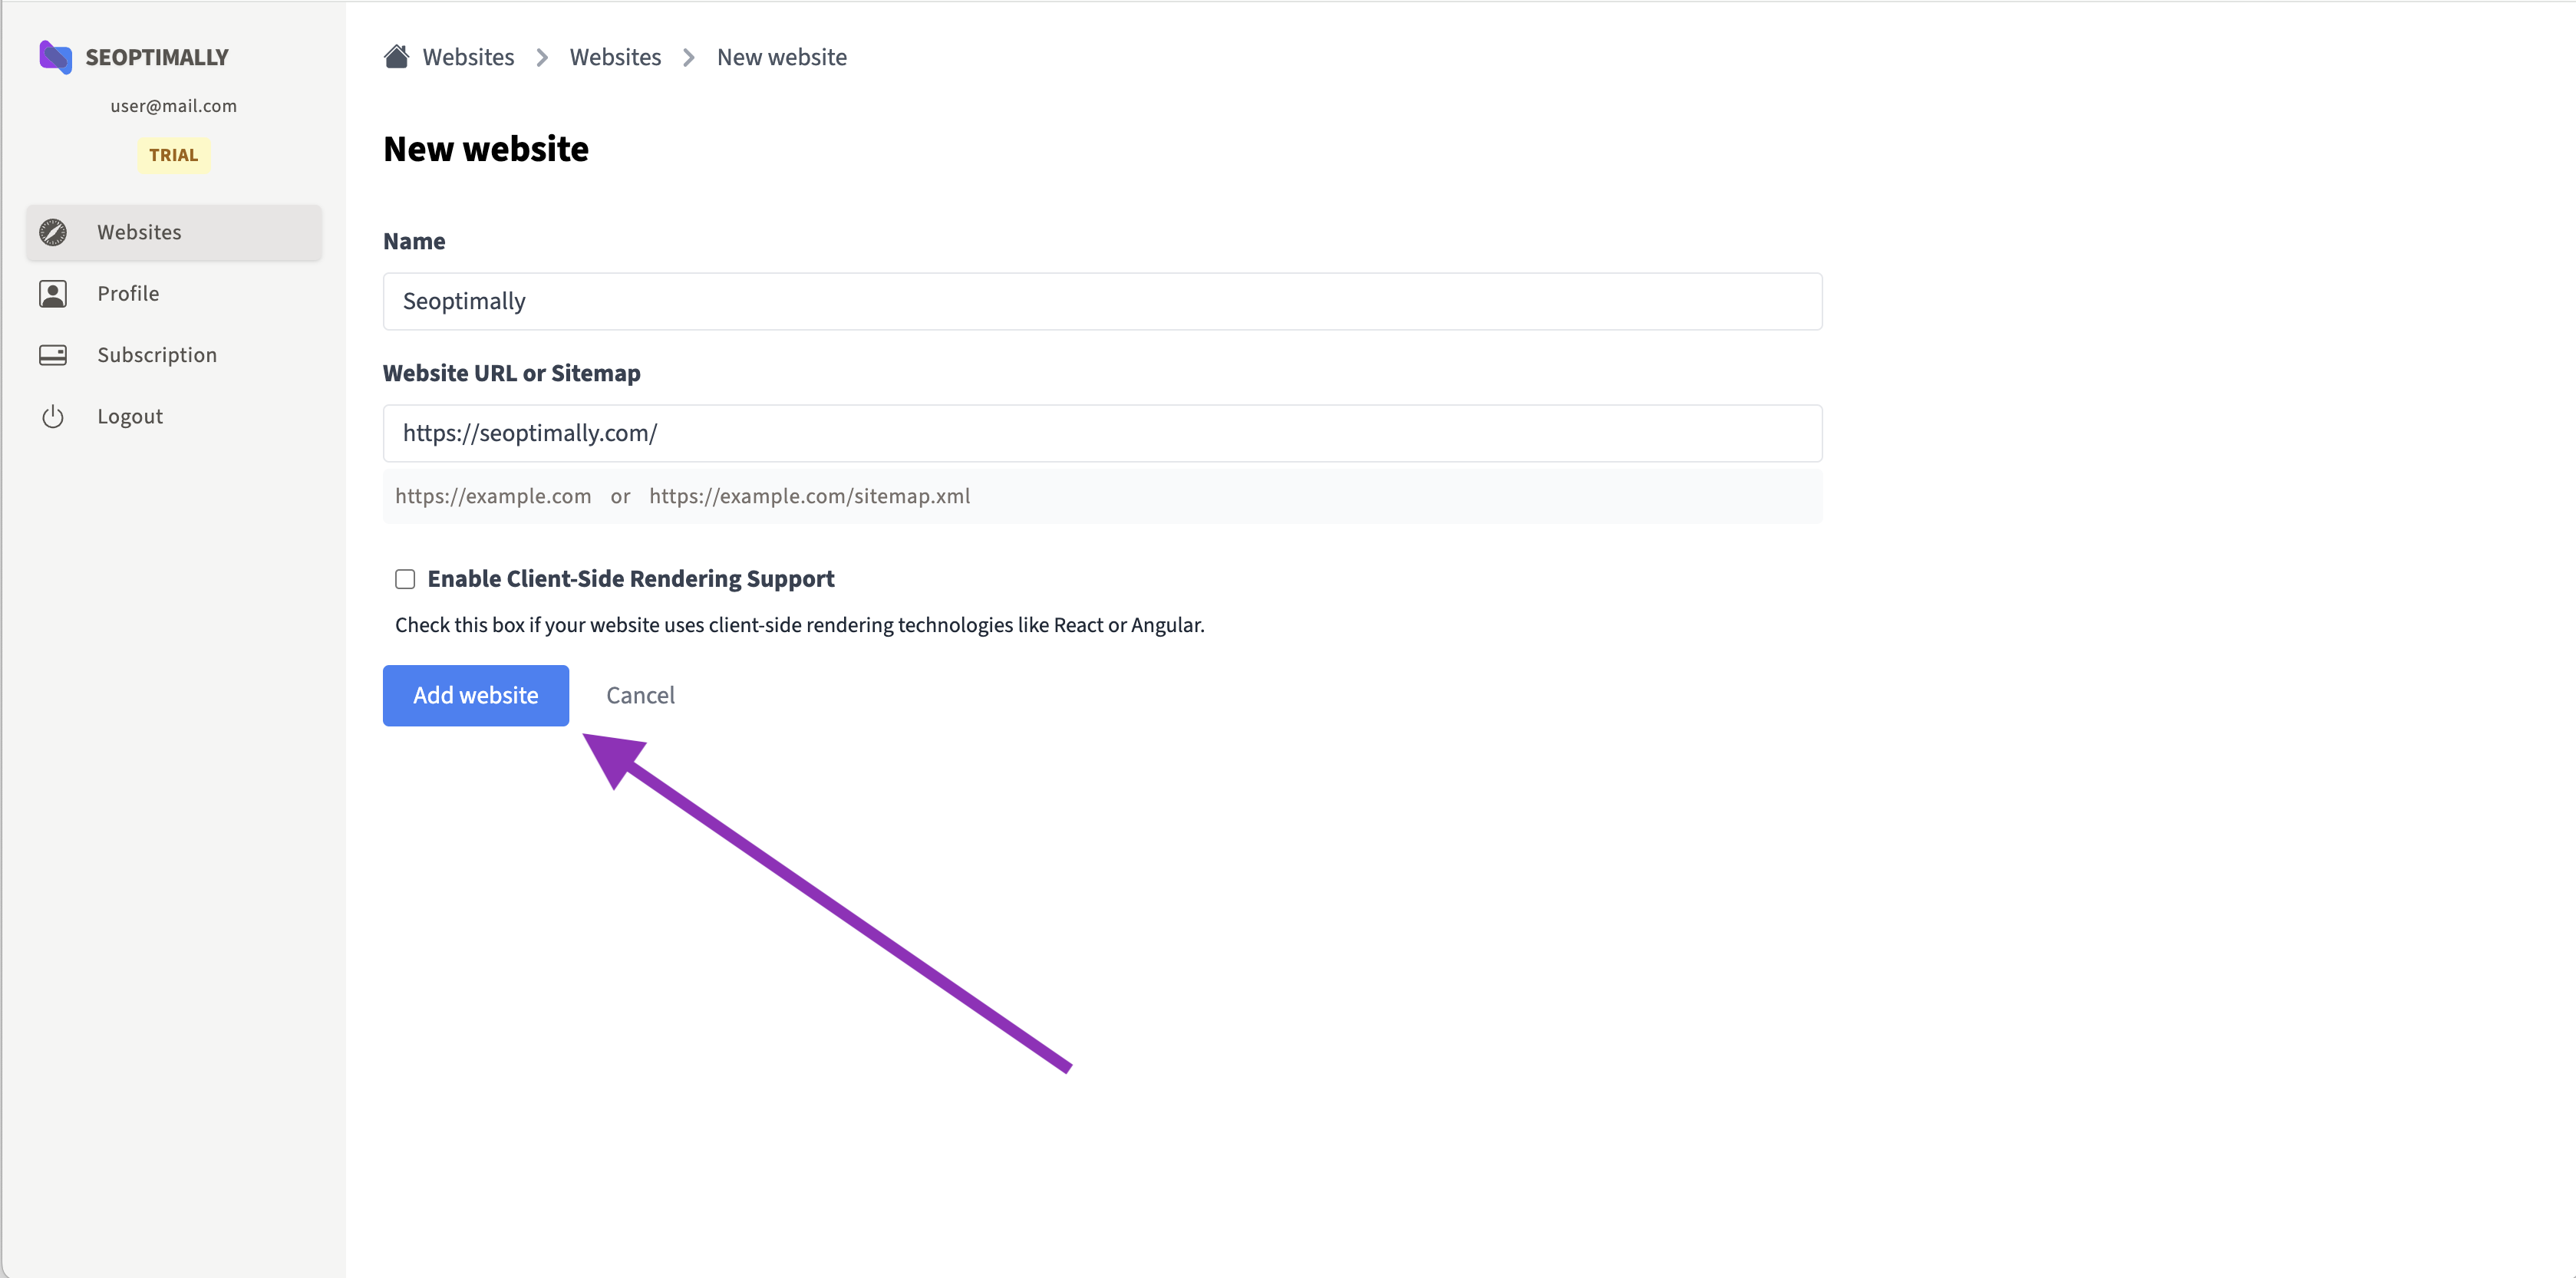 SEOPTIMALLY
user@mail.com
TRIAL
Websites
Profile
Subscription
Logout
Websites Websites New website
New website
Name
Seoptimally
Website URL or Sitemap
https://seoptimally.com/
https://example.com or https://example.com/sitemap.xml
Enable Client-Side Rendering Support
Check this box if your website uses client-side rendering technologies like React or Angular.
Add website Cancel